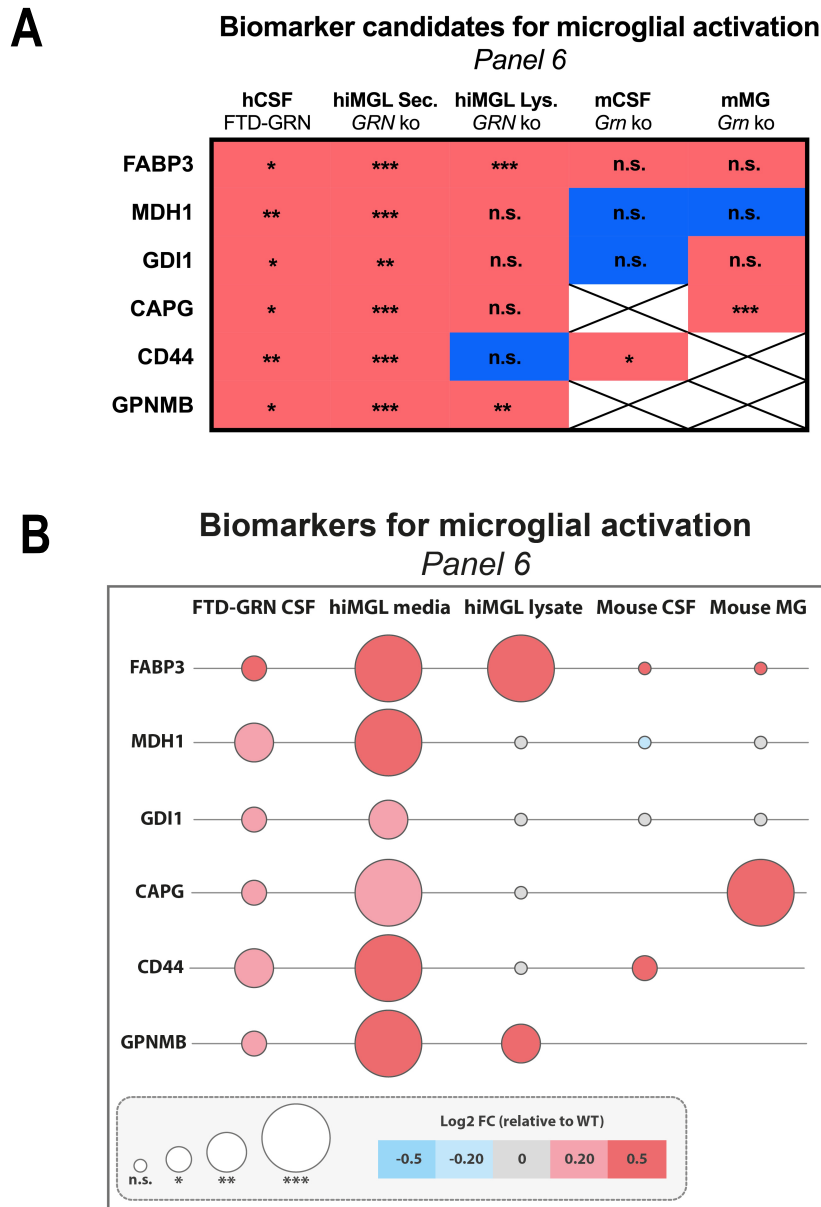 A
Biomarker candidates for microglial activation
Panel 6
hCSF hiMGL Sec. hiMGL Lys. mCSF mMG
FTD-GRN GRN ko GRN ko Grn ko Grn ko
FABP3 * *** *** n.s. n.s.
MDH1 ** *** n.s. n.s. n.s.
GDI1 * ** n.s. n.s. n.s.
CAPG * *** n.s. ***
CD44 ** *** n.s. *
GPNMB * *** **
B
Biomarkers for microglial activation
Panel 6
FTD-GRN CSF hiMGL media hiMGL lysate Mouse CSF Mouse MG
FABP3
MDH1
GDI1
CAPG
CD44
GPNMB
Log2 FC (relative to WT)
-0.5 -0.20 0 0.20 0.5
n.s. * ** ***